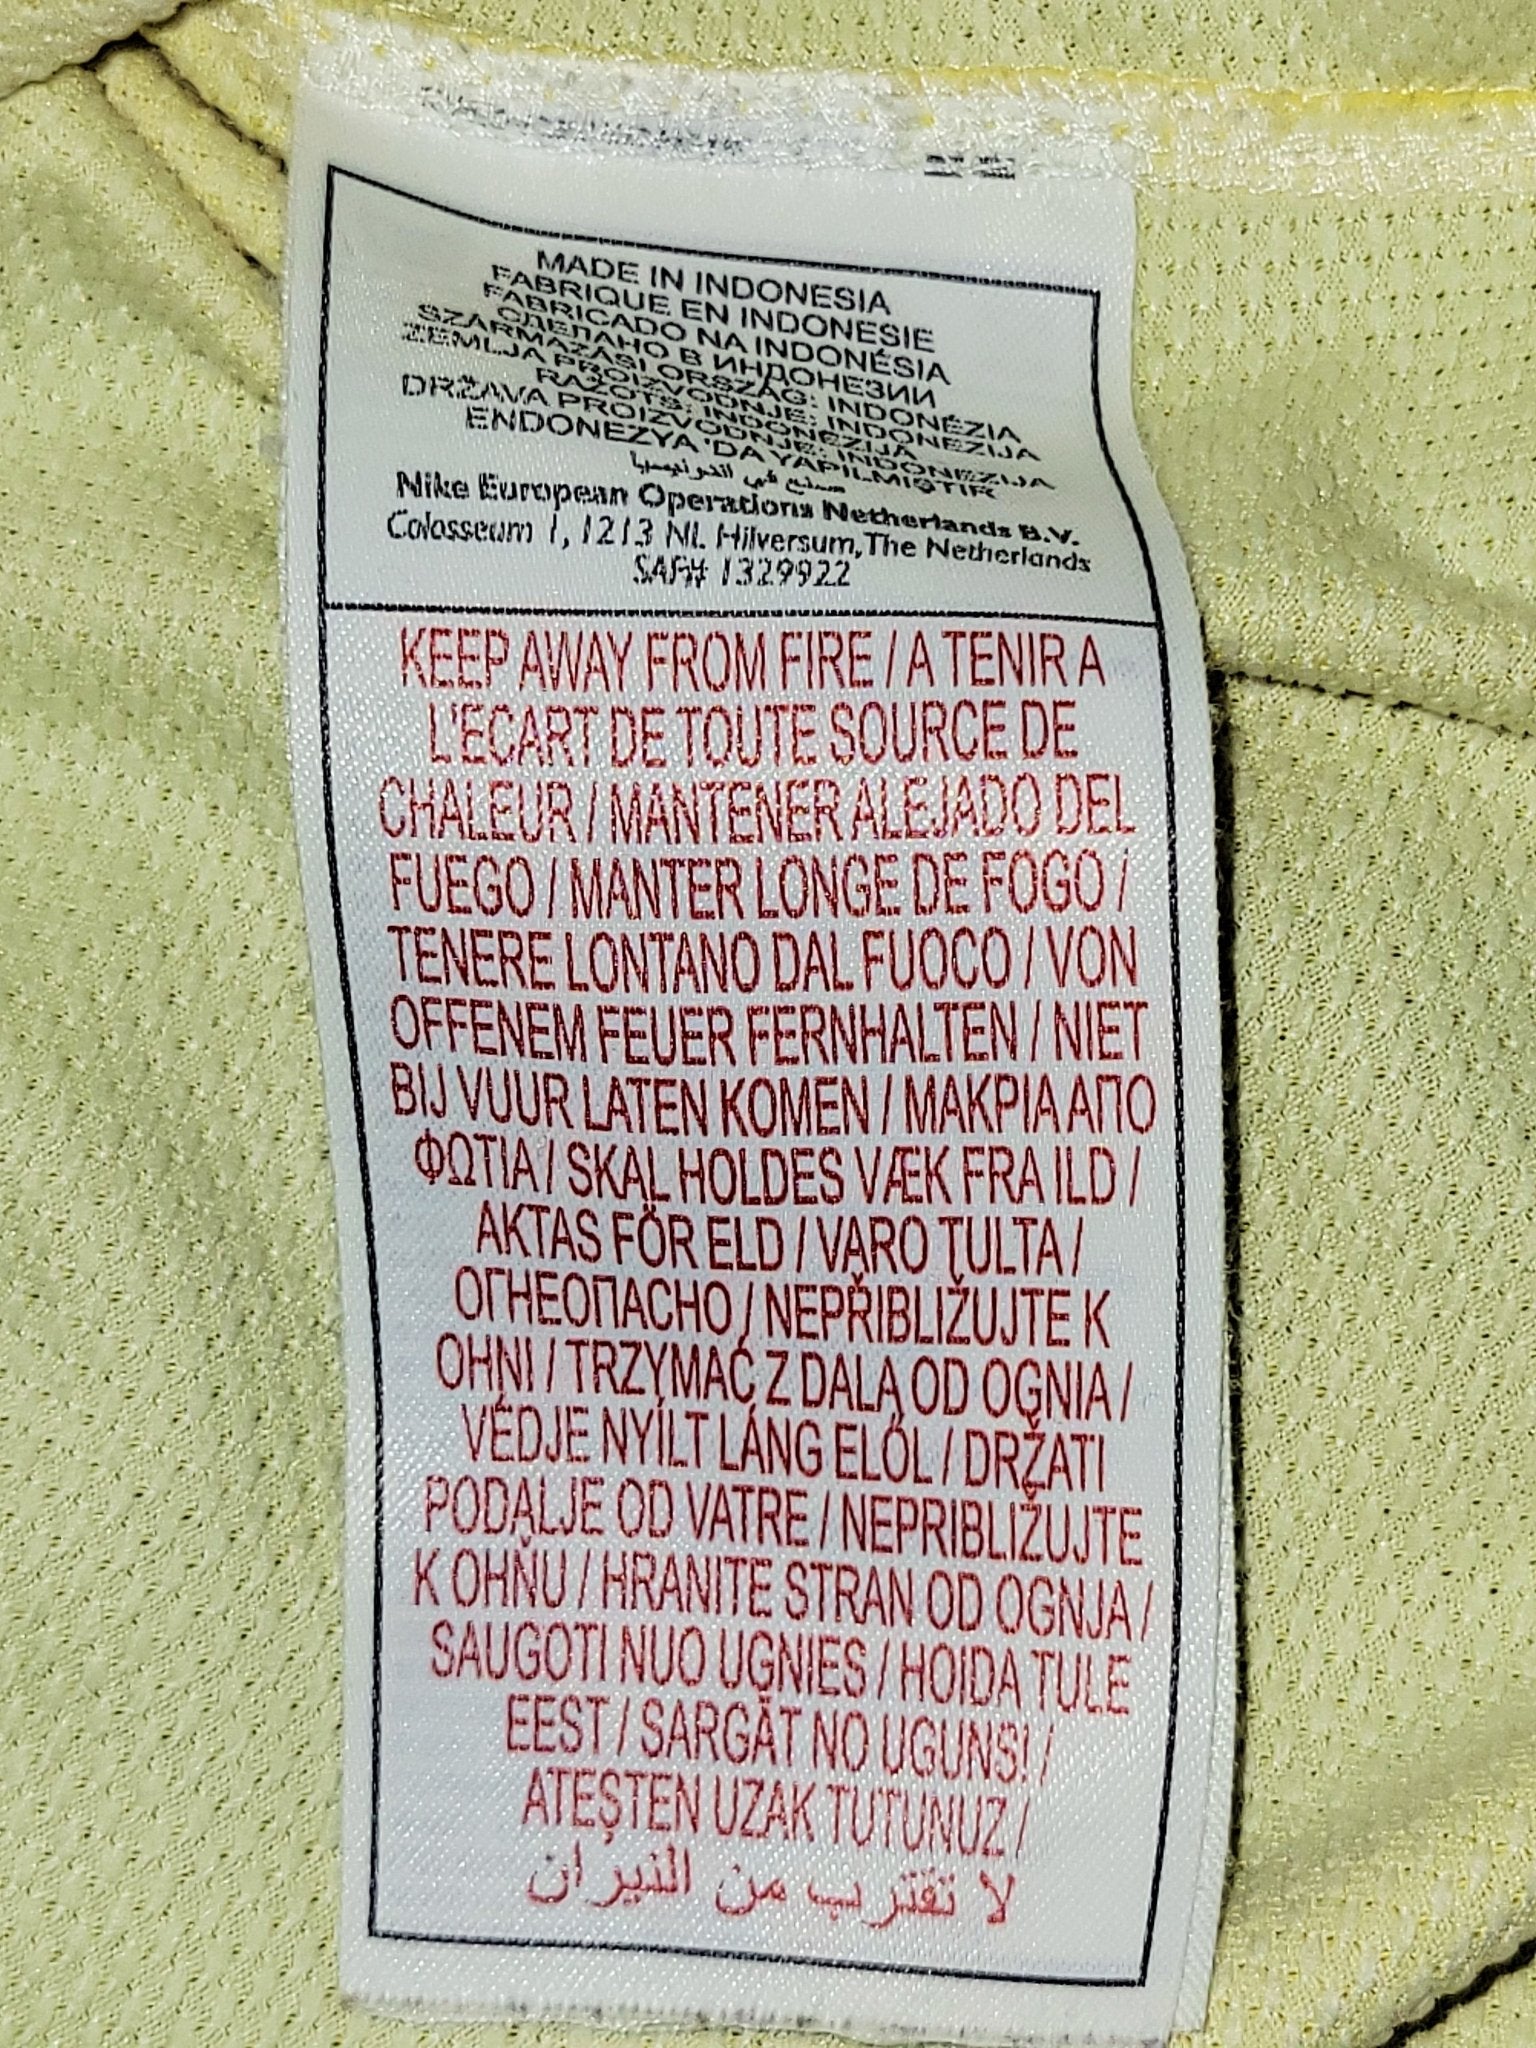 MADE IN INDONESIA
FABRIQUE EN INDONESIE
FABRICADO NA INDONÉSIA
СДЕЛАНО В ИНДОНЕЗИИ
SZÁRMAZÁSI ORSZÁG: INDONÉZIA
ZEMLJA PROIZVODNJE: INDONEZIJA
RAŽOTS: INDONEZIJA
DRŽAVA PROIZVODNJE: INDONEZIJA
ENDONEZYA 'DA YAPILMIŞTIR
صنع في اندونيسيا
Nike European Operations Netherlands B.V.
Colosseum 1, 1213 NL Hilversum, The Netherlands
SAP# 1329922
KEEP AWAY FROM FIRE / A TENIR A
L'ECART DE TOUTE SOURCE DE
CHALEUR / MANTENER ALEJADO DEL
FUEGO / MANTER LONGE DE FOGO /
TENERE LONTANO DAL FUOCO / VON
OFFENEM FEUER FERNHALTEN / NIET
BIJ VUUR LATEN KOMEN / ΜΑΚΡΙΑ ΑΠΟ
ΦΩΤΙΑ / SKAL HOLDES VÆK FRA ILD /
AKTAS FÖR ELD / VARO TULTA /
ОГНЕОПАСНО / NEPŘIBLIŽUJTE K
OHNI / TRZYMAĆ Z DALA OD OGNIA /
VÉDJE NYÍLT LÁNG ELŐL / DRŽATI
PODALJE OD VATRE / NEPRIBLIŽUJTE
K OHŇU / HRANITE STRAN OD OGNJA /
SAUGOTI NUO UGNIES / HOIDA TULE
EEST / SARGĀT NO UGUNS! /
ATEŞTEN UZAK TUTUNUZ /
لا تقترب من النيران